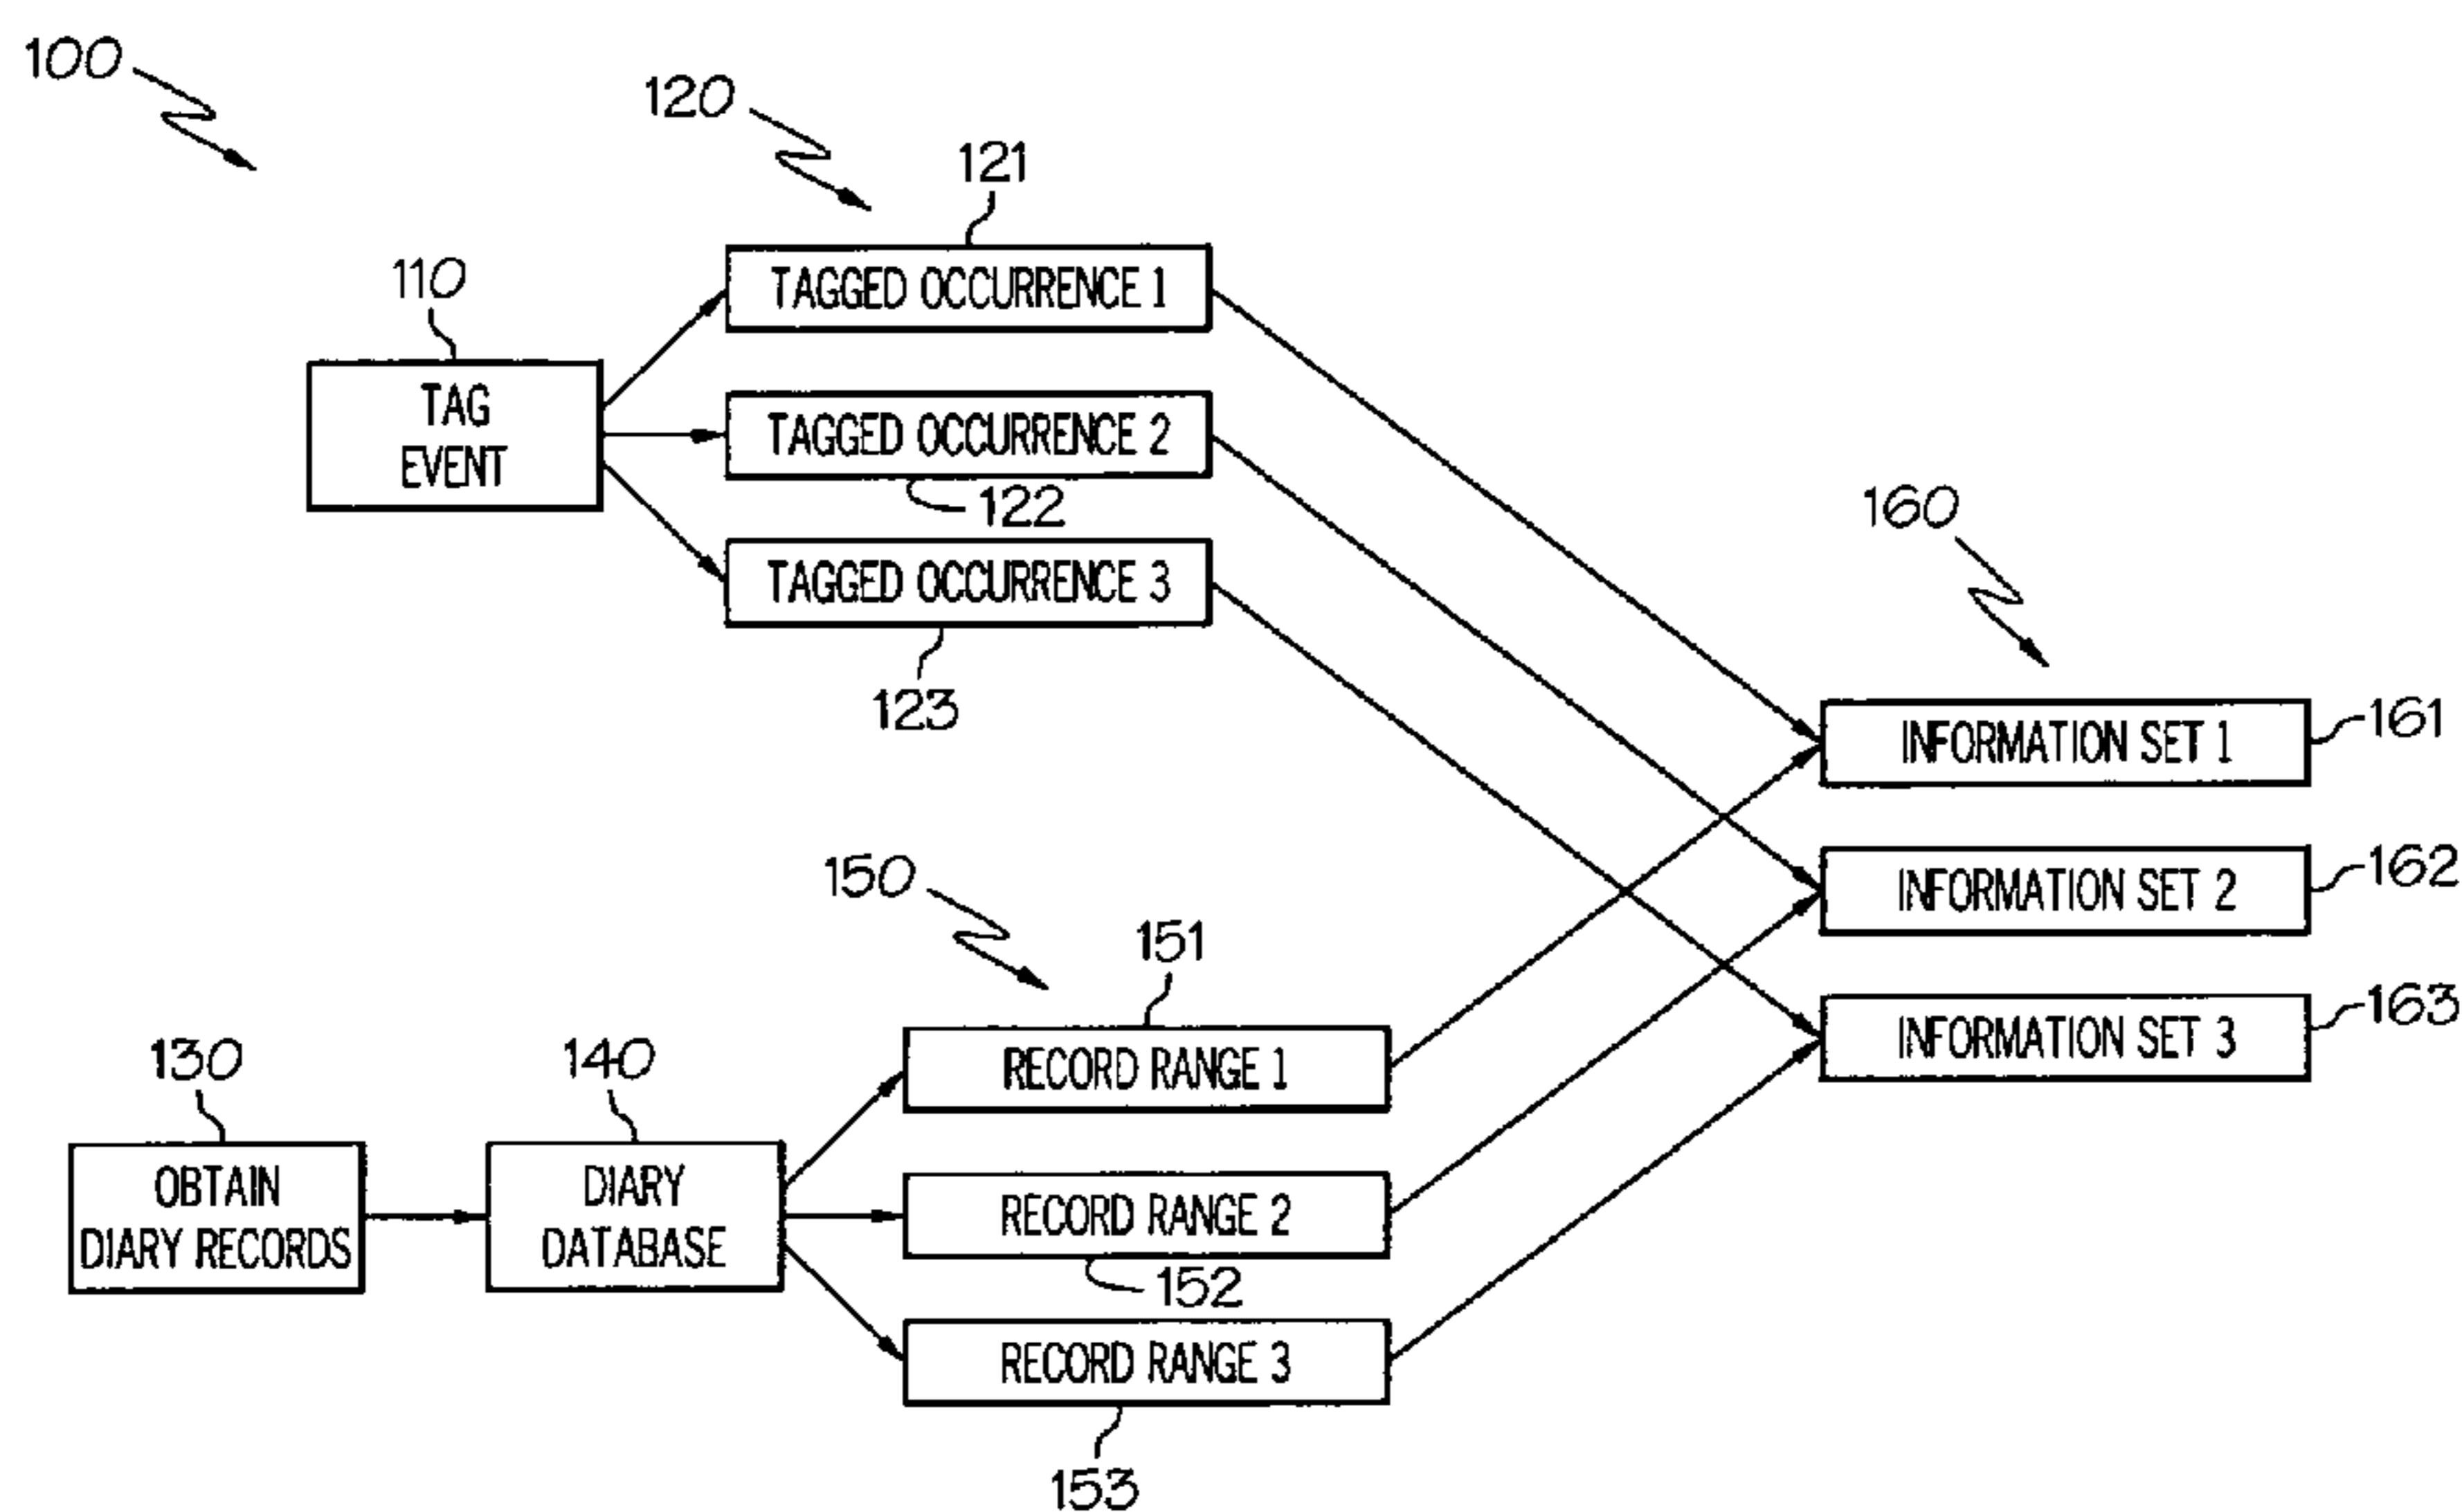 100
120
121
110
TAGGED OCCURRENCE 1
TAG
EVENT
TAGGED OCCURRENCE 2
122
TAGGED OCCURRENCE 3
123
160
INFORMATION SET 1
161
INFORMATION SET 2
162
INFORMATION SET 3
163
150
151
130
140
RECORD RANGE 1
OBTAIN
DIARY RECORDS
DIARY
DATABASE
RECORD RANGE 2
152
RECORD RANGE 3
153